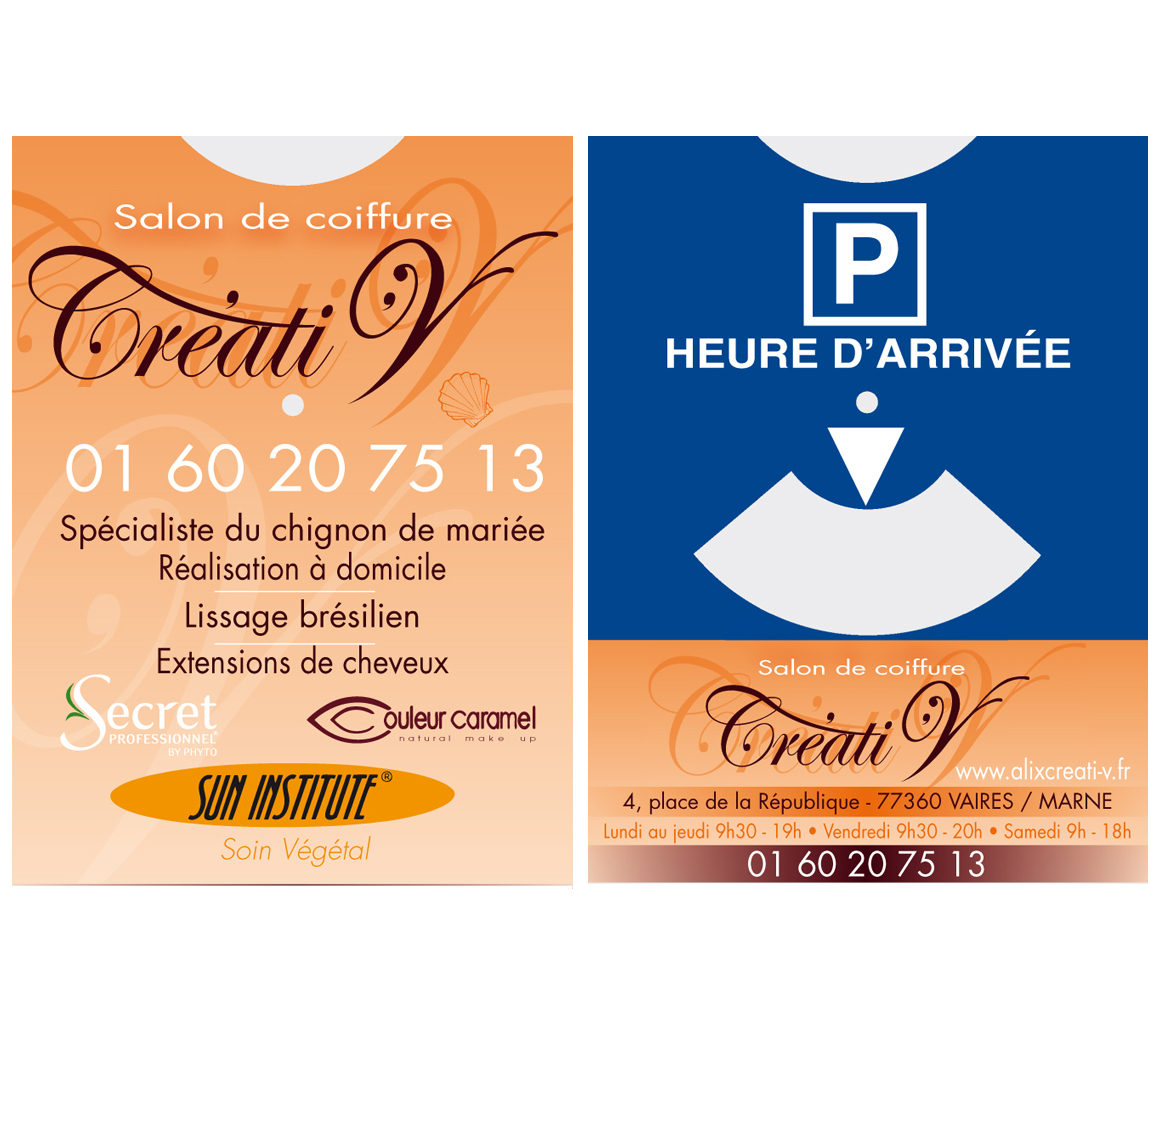 Salon de coiffure
Créati V
01 60 20 75 13
Spécialiste du chignon de mariée
Réalisation à domicile
Lissage brésilien
Extensions de cheveux
Secret
PROFESSIONNEL®
BY PHYTO
Couleur caramel
natural make up
SUN INSTITUTE®
Soin Végétal
P
HEURE D'ARRIVÉE
Salon de coiffure
Créati V
www.alixcreati-v.fr
4, place de la République - 77360 VAIRES / MARNE
Lundi au jeudi 9h30 - 19h • Vendredi 9h30 - 20h • Samedi 9h - 18h
01 60 20 75 13